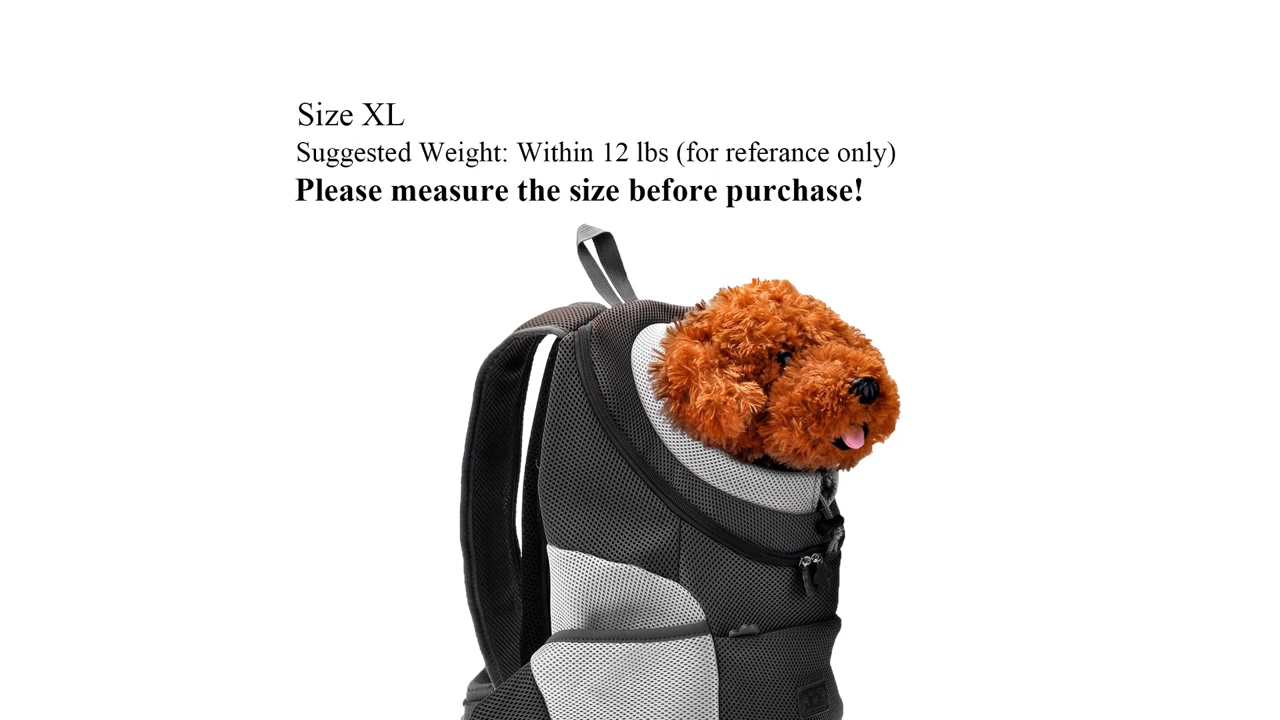 Size XL
Suggested Weight: Within 12 lbs (for referance only)
Please measure the size before purchase!